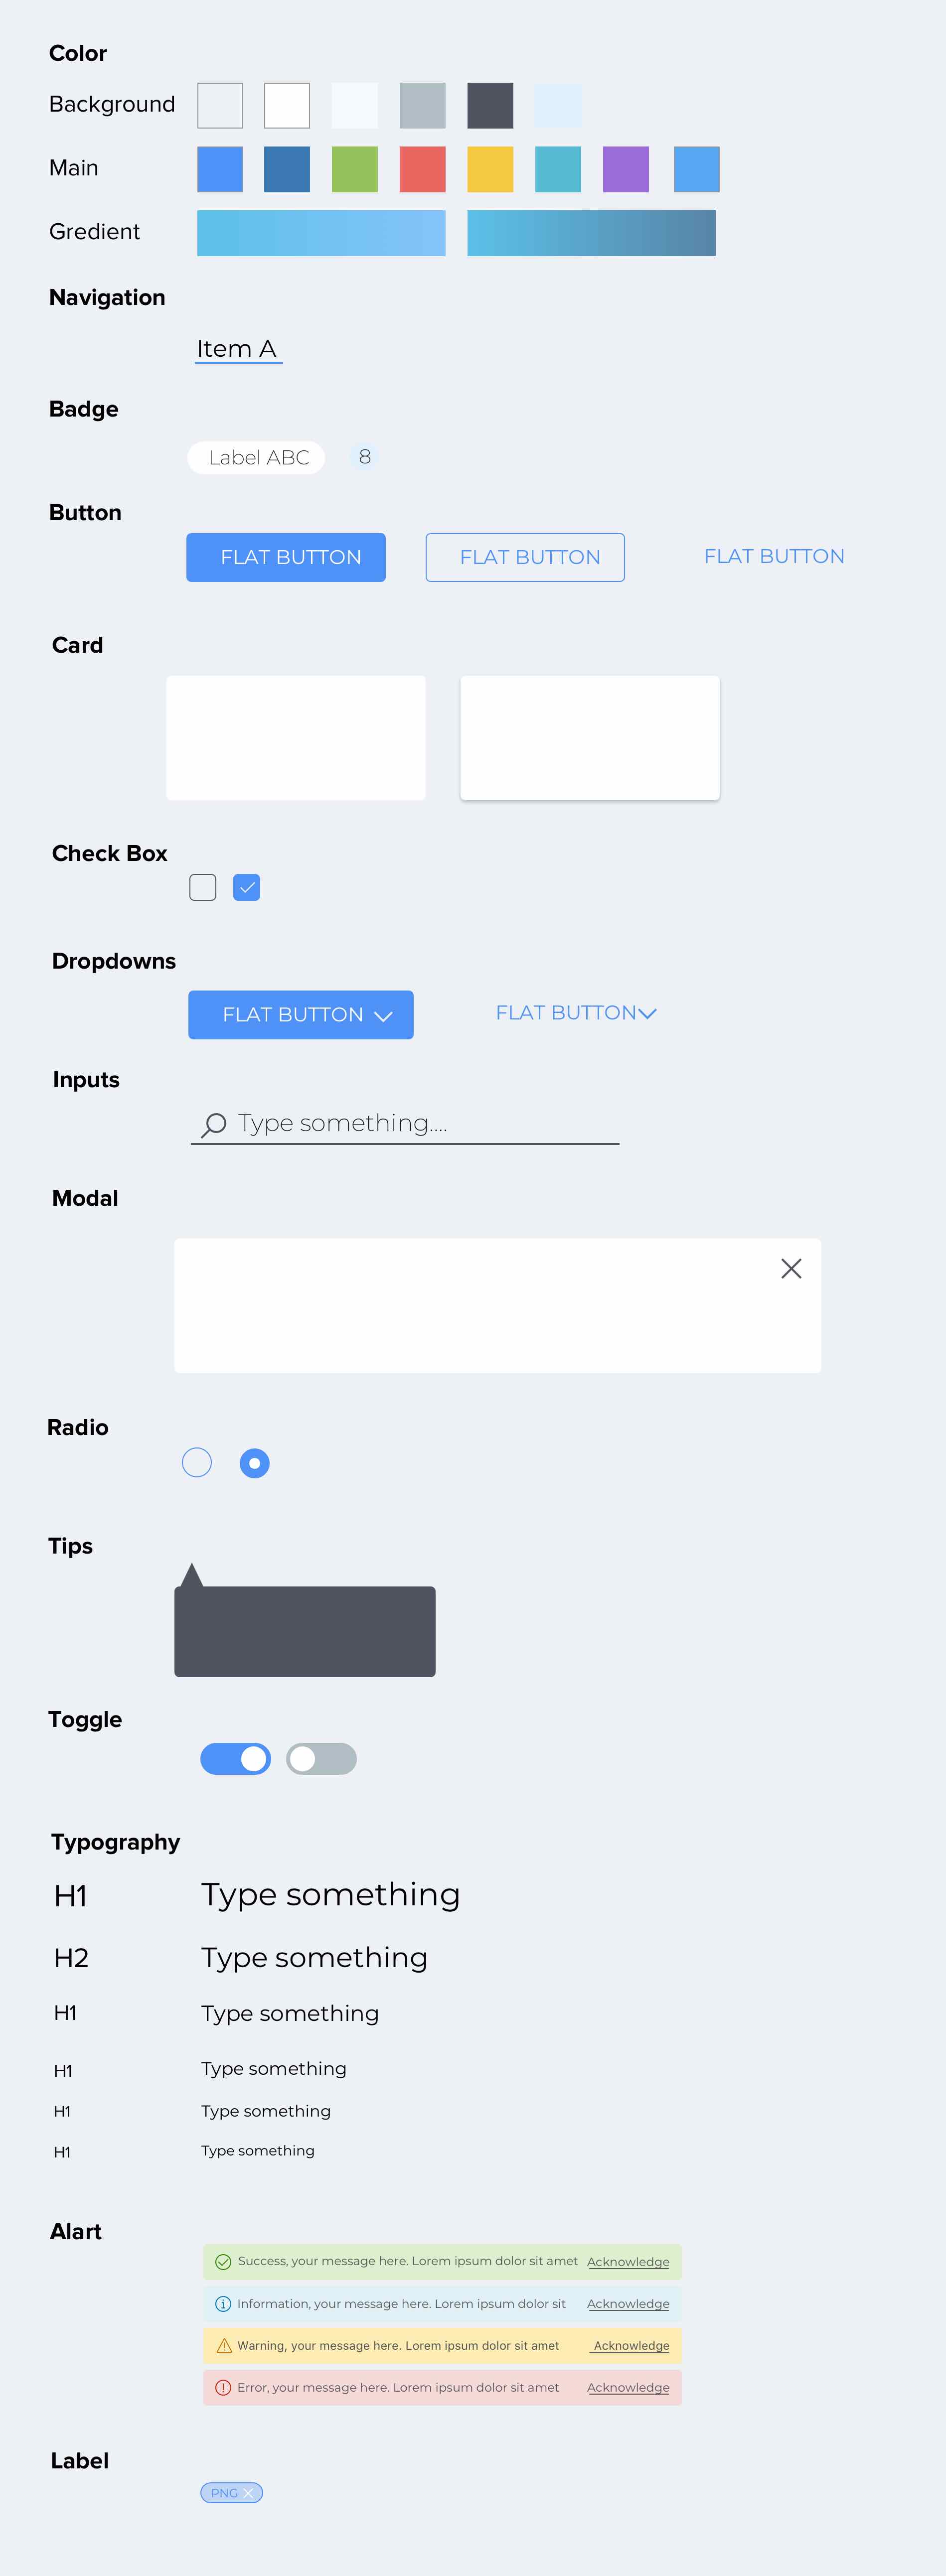 Color
Background
Main
Gredient
Navigation
Item A
Badge
Label ABC 8
Button
FLAT BUTTON FLAT BUTTON FLAT BUTTON
Card
Check Box
Dropdowns
FLAT BUTTON FLAT BUTTON
Inputs
Type something....
Modal
Radio
Tips
Toggle
Typography
H1 Type something
H2 Type something
H1 Type something
H1 Type something
H1 Type something
H1 Type something
Alart
Success, your message here. Lorem ipsum dolor sit amet Acknowledge
Information, your message here. Lorem ipsum dolor sit Acknowledge
Warning, your message here. Lorem ipsum dolor sit amet Acknowledge
Error, your message here. Lorem ipsum dolor sit amet Acknowledge
Label
PNG